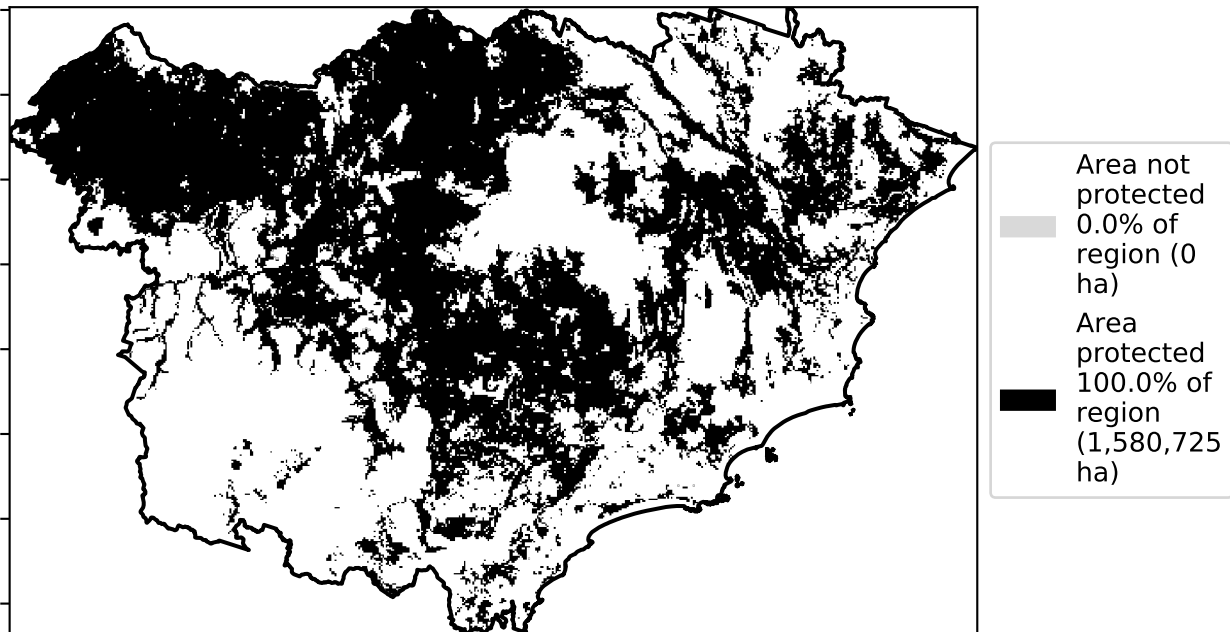 Area not
protected
0.0% of
region (0
ha)
Area
protected
100.0% of
region
(1,580,725
ha)